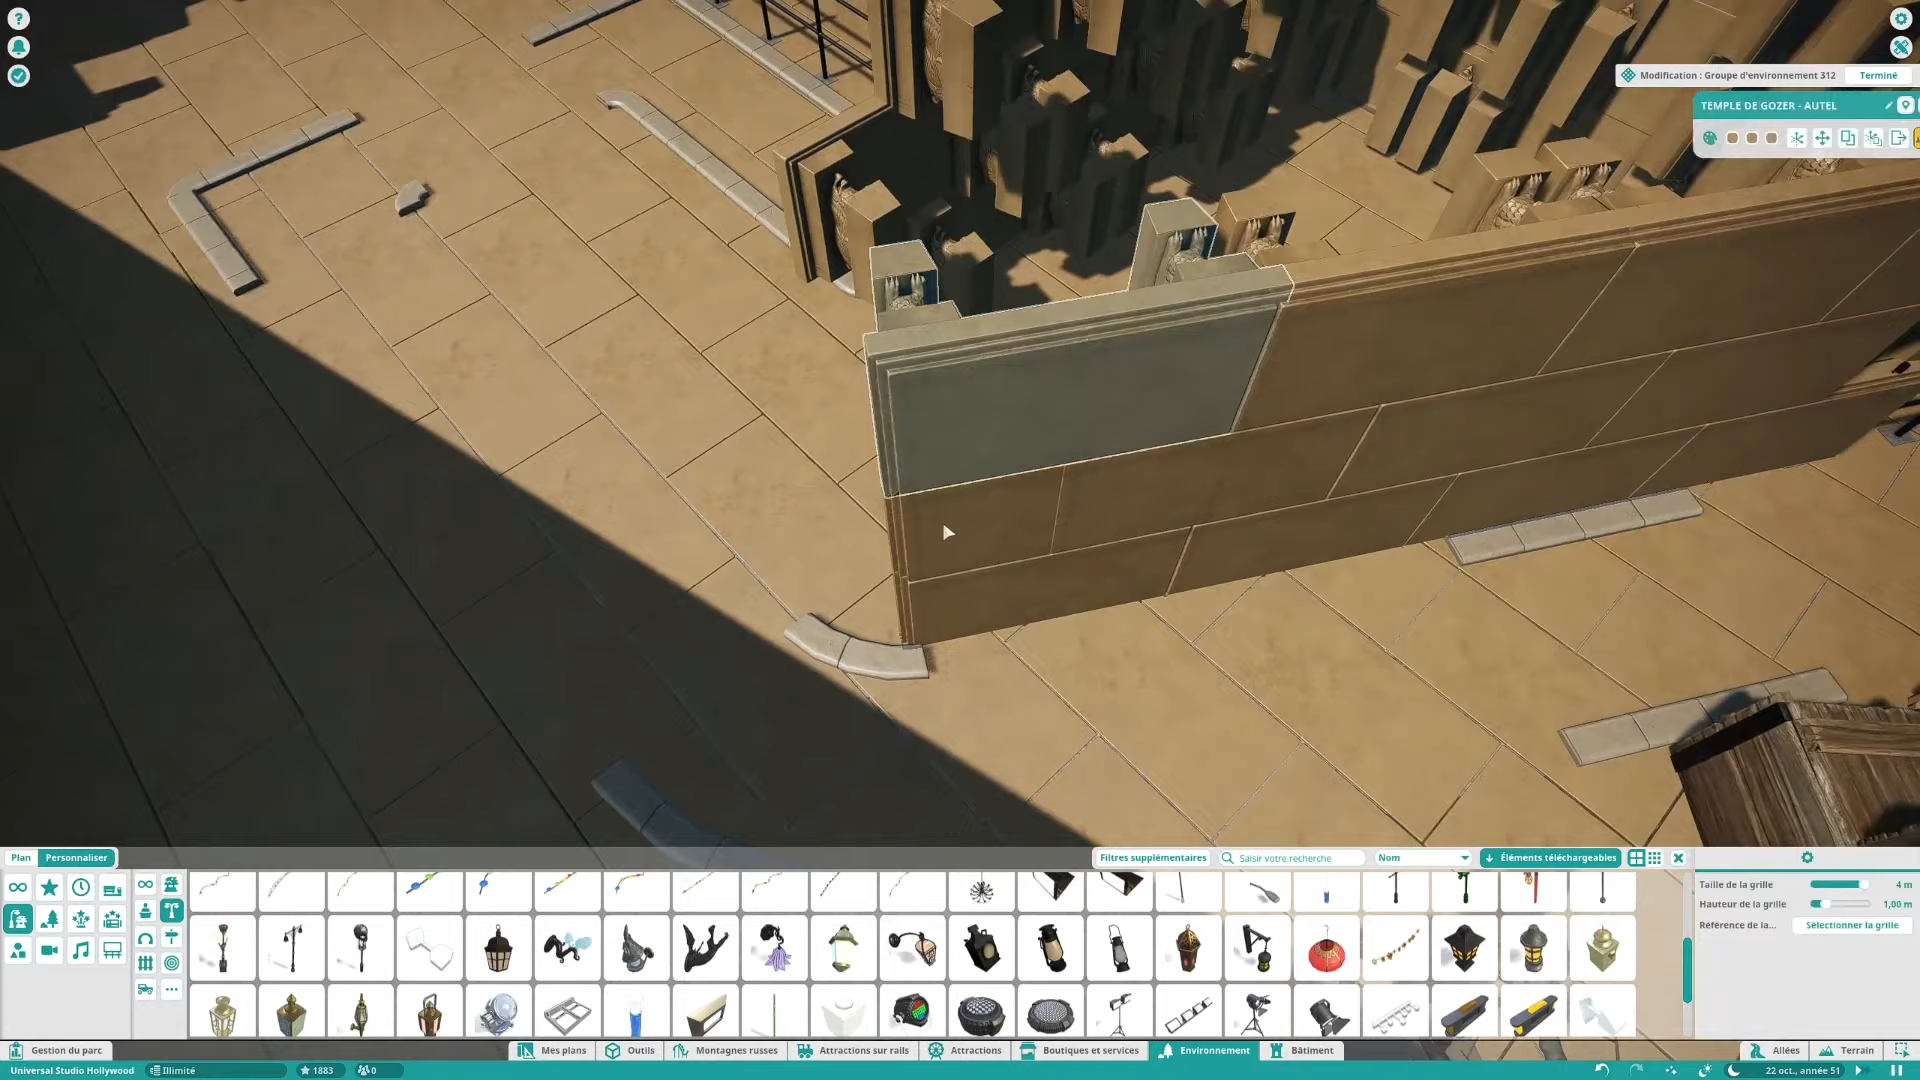 ?
Modification : Groupe d'environnement 312
Terminé
TEMPLE DE GOZER - AUTEL
Plan
Personnaliser
Filtres supplémentaires
Saisir votre recherche
Nom
Éléments téléchargeables
Taille de la grille
4 m
Hauteur de la grille
1,00 m
Référence de la...
Sélectionner la grille
Gestion du parc
Mes plans
Outils
Montagnes russes
Attractions sur rails
Attractions
Boutiques et services
Environnement
Bâtiment
Allées
Terrain
Universal Studio Hollywood
Illimité
1883
0
22 oct., année 51